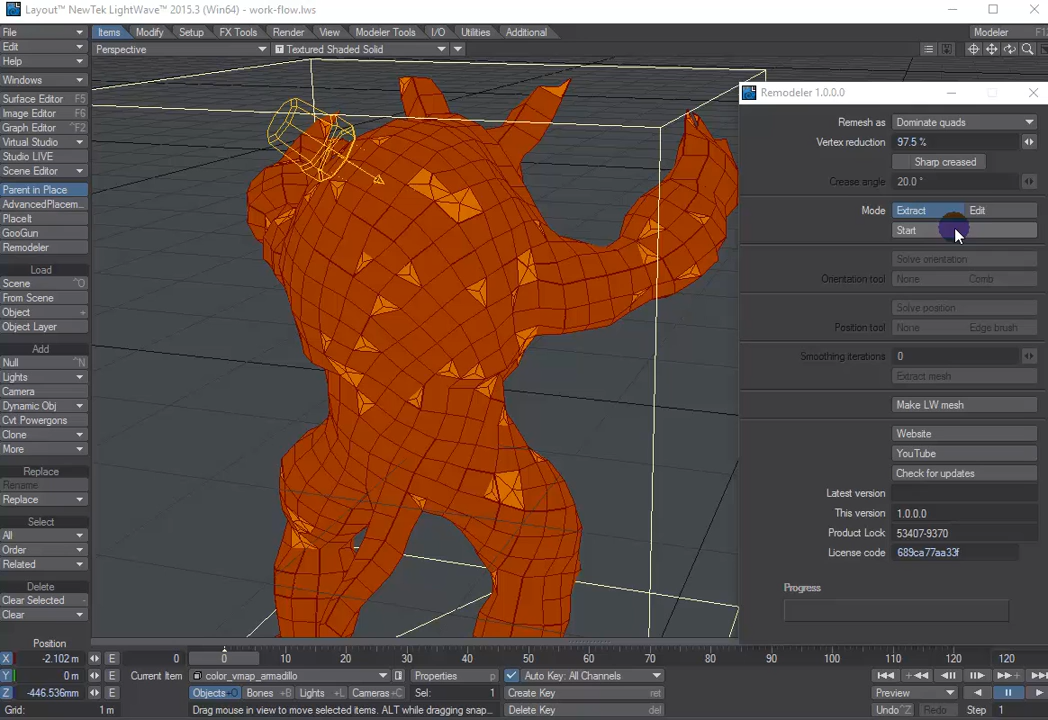 Layout™ NewTek LightWave™ 2015.3 (Win64) - work-flow.lws
File
Items Modify Setup FX Tools Render View Modeler Tools I/O Utilities Additional
Modeler
Edit
Perspective
Textured Shaded Solid
Help
Windows
Surface Editor F5
Image Editor F6
Graph Editor ^F2
Virtual Studio
Studio LIVE
Scene Editor
Parent in Place
AdvancedPlacem...
PlaceIt
GooGun
Remodeler
Load
Scene ^O
From Scene
Object +
Object Layer
Add
Null ^N
Lights
Camera
Dynamic Obj
Cvt Powergons
Clone
More
Replace
Rename
Replace
Select
All
Order
Related
Delete
Clear Selected -
Clear
Remodeler 1.0.0.0
Remesh as Dominate quads
Vertex reduction 97.5 %
Sharp creased
Crease angle 20.0 °
Mode Extract Edit
Start
Solve orientation
Orientation tool None Comb
Solve position
Position tool None Edge brush
Smoothing iterations 0
Extract mesh
Make LW mesh
Website
YouTube
Check for updates
Latest version
This version 1.0.0.0
Product Lock 53407-9370
License code 689ca77aa33f
Progress
Position
X -2.102 m E 0 0 10 20 30 40 50 60 70 80 90 100 110 120 120
Y 0 m E Current Item color_vmap_armadillo Properties Auto Key: All Channels
Z -446.536mm E Objects +O Bones +B Lights +L Cameras +C Sel: 1 Create Key ret Preview
Grid: 1 m Drag mouse in view to move selected items. ALT while dragging snap... Delete Key del Undo ^Z Redo Step 1